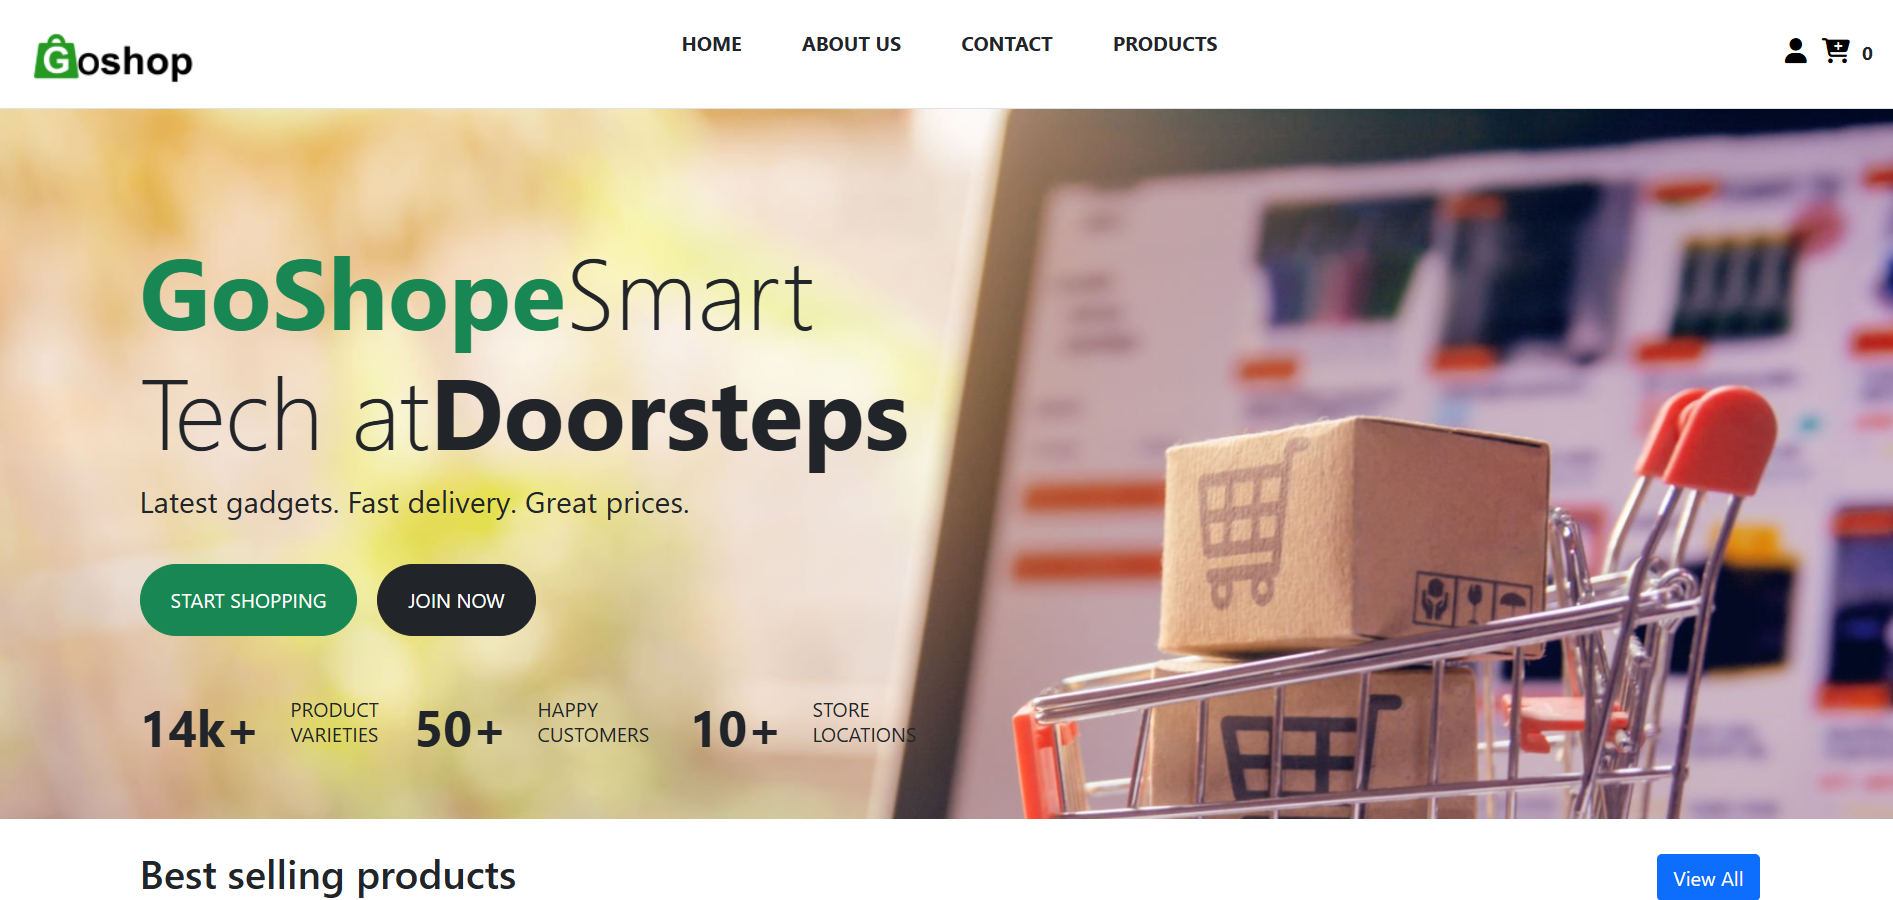 Goshop
HOME ABOUT US CONTACT PRODUCTS
0
GoShopeSmart
Tech atDoorsteps
Latest gadgets. Fast delivery. Great prices.
START SHOPPING JOIN NOW
14k+ PRODUCT VARIETIES 50+ HAPPY CUSTOMERS 10+ STORE LOCATIONS
Best selling products
View All